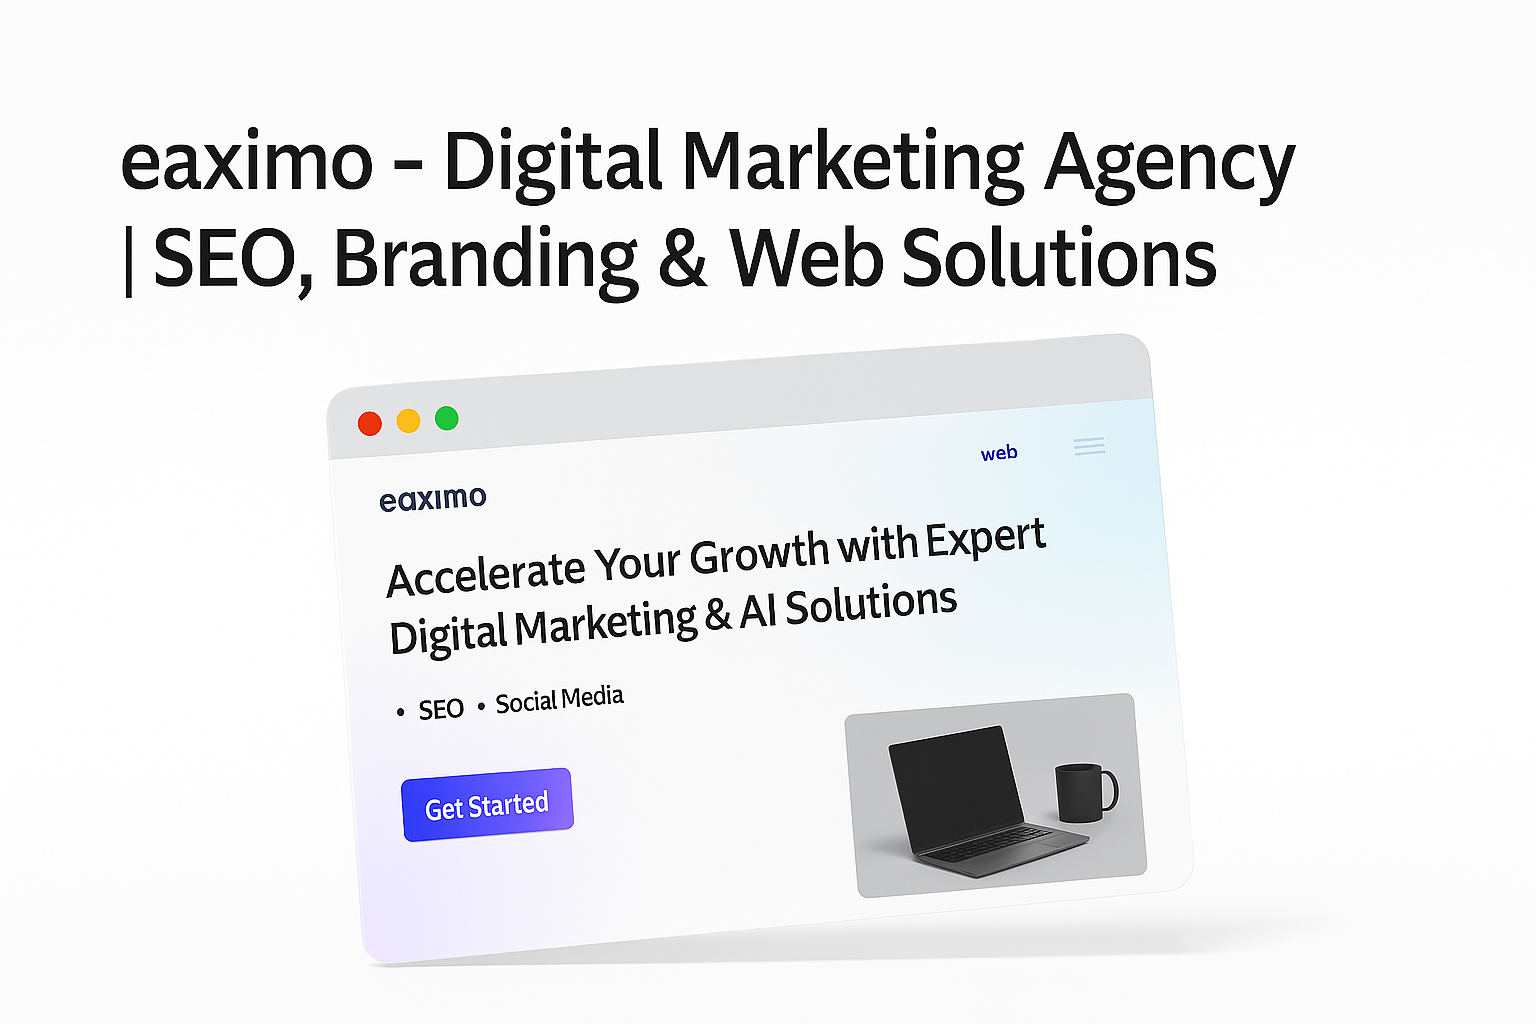 eaximo - Digital Marketing Agency
| SEO, Branding & Web Solutions
web
eaximo
Accelerate Your Growth with Expert
Digital Marketing & AI Solutions
• SEO • Social Media
Get Started